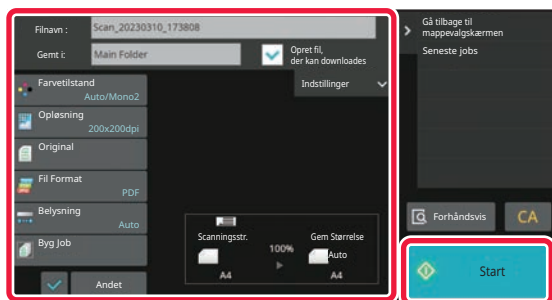 Filnavn :
Scan_20230310_173808
Gemt i:
Main Folder
Opret fil,
der kan downloades
Indstillinger
Farvetilstand
Auto/Mono2
Opløsning
200x200dpi
Original
Fil Format
PDF
Belysning
Auto
Byg Job
Andet
Scanningsstr.
A4
100%
Gem Størrelse
Auto
A4
Gå tilbage til
mappevalgskærmen
Seneste jobs
Forhåndsvis
CA
Start